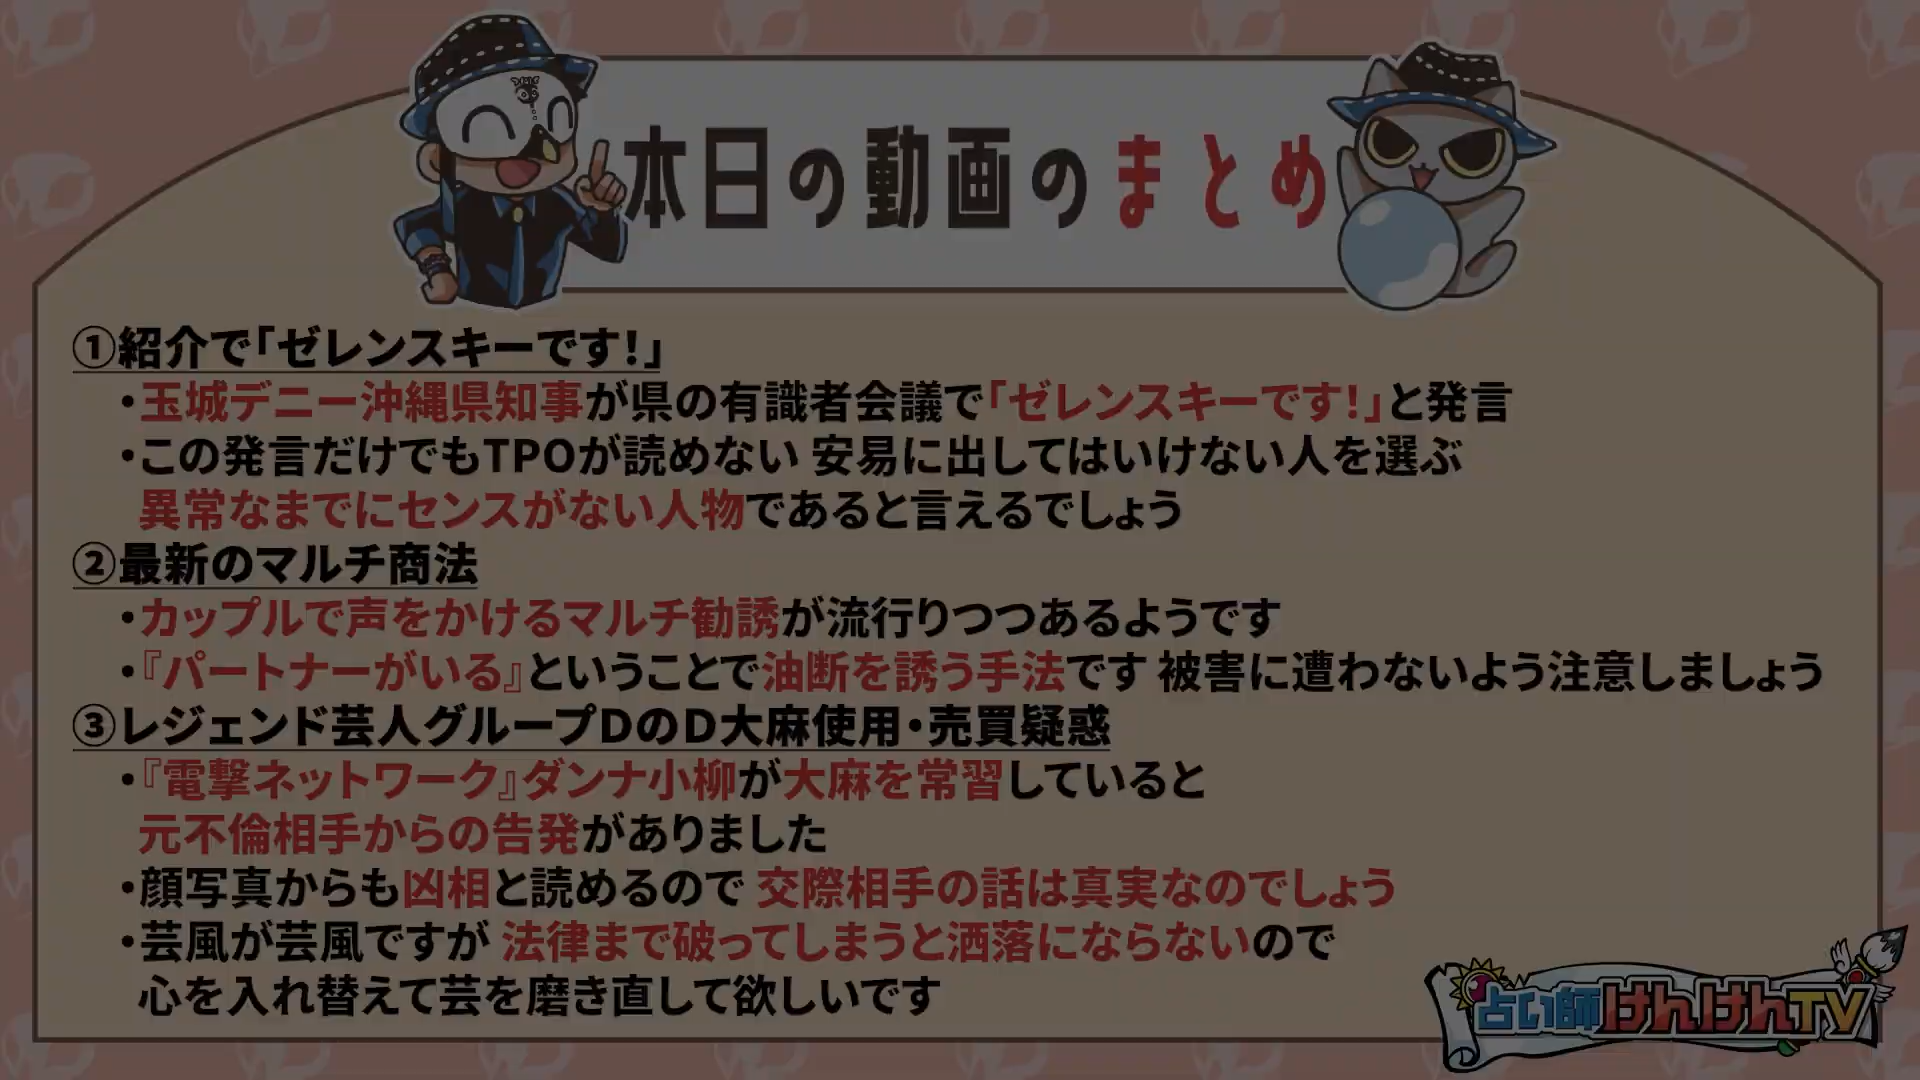 本日の動画のまとめ
①紹介で「ゼレンスキーです!」
・玉城デニー沖縄県知事が県の有識者会議で「ゼレンスキーです!」と発言
・この発言だけでもTPOが読めない 安易に出してはいけない人を選ぶ
異常なまでにセンスがない人物であると言えるでしょう
②最新のマルチ商法
・カップルで声をかけるマルチ勧誘が流行りつつあるようです
・『パートナーがいる』ということで油断を誘う手法です 被害に遭わないよう注意しましょう
③レジェンド芸人グループDのD大麻使用・売買疑惑
・『電撃ネットワーク』ダンナ小柳が大麻を常習していると
元不倫相手からの告発がありました
・顔写真からも凶相と読めるので 交際相手の話は真実なのでしょう
・芸風が芸風ですが 法律まで破ってしまうと洒落にならないので
心を入れ替えて芸を磨き直して欲しいです
占い師けんけんTV